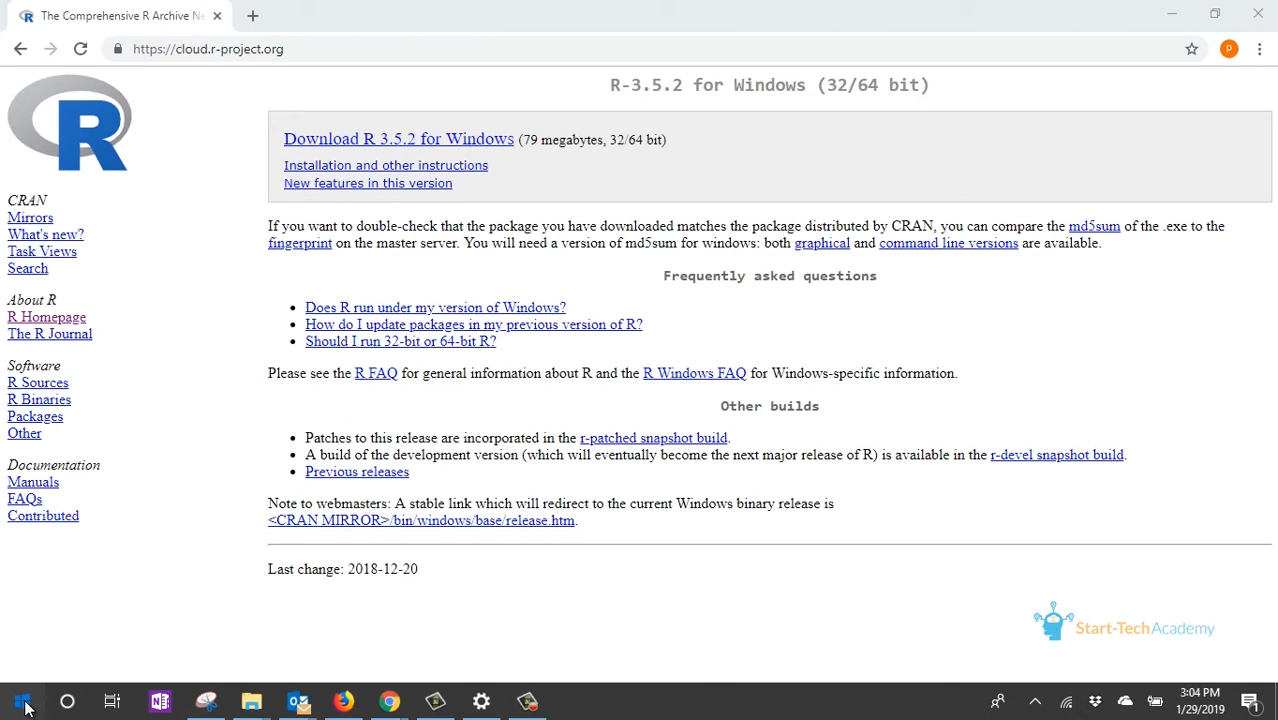 The Comprehensive R Archive Ne
https://cloud.r-project.org
P
R
R-3.5.2 for Windows (32/64 bit)
Download R 3.5.2 for Windows (79 megabytes, 32/64 bit)
Installation and other instructions
New features in this version
CRAN
Mirrors
What's new?
Task Views
Search
About R
R Homepage
The R Journal
Software
R Sources
R Binaries
Packages
Other
Documentation
Manuals
FAQs
Contributed
If you want to double-check that the package you have downloaded matches the package distributed by CRAN, you can compare the md5sum of the .exe to the
fingerprint on the master server. You will need a version of md5sum for windows: both graphical and command line versions are available.
Frequently asked questions
Does R run under my version of Windows?
How do I update packages in my previous version of R?
Should I run 32-bit or 64-bit R?
Please see the R FAQ for general information about R and the R Windows FAQ for Windows-specific information.
Other builds
Patches to this release are incorporated in the r-patched snapshot build.
A build of the development version (which will eventually become the next major release of R) is available in the r-devel snapshot build.
Previous releases
Note to webmasters: A stable link which will redirect to the current Windows binary release is
<CRAN MIRROR>/bin/windows/base/release.htm.
Last change: 2018-12-20
Start-TechAcademy
3:04 PM
1/29/2019
1